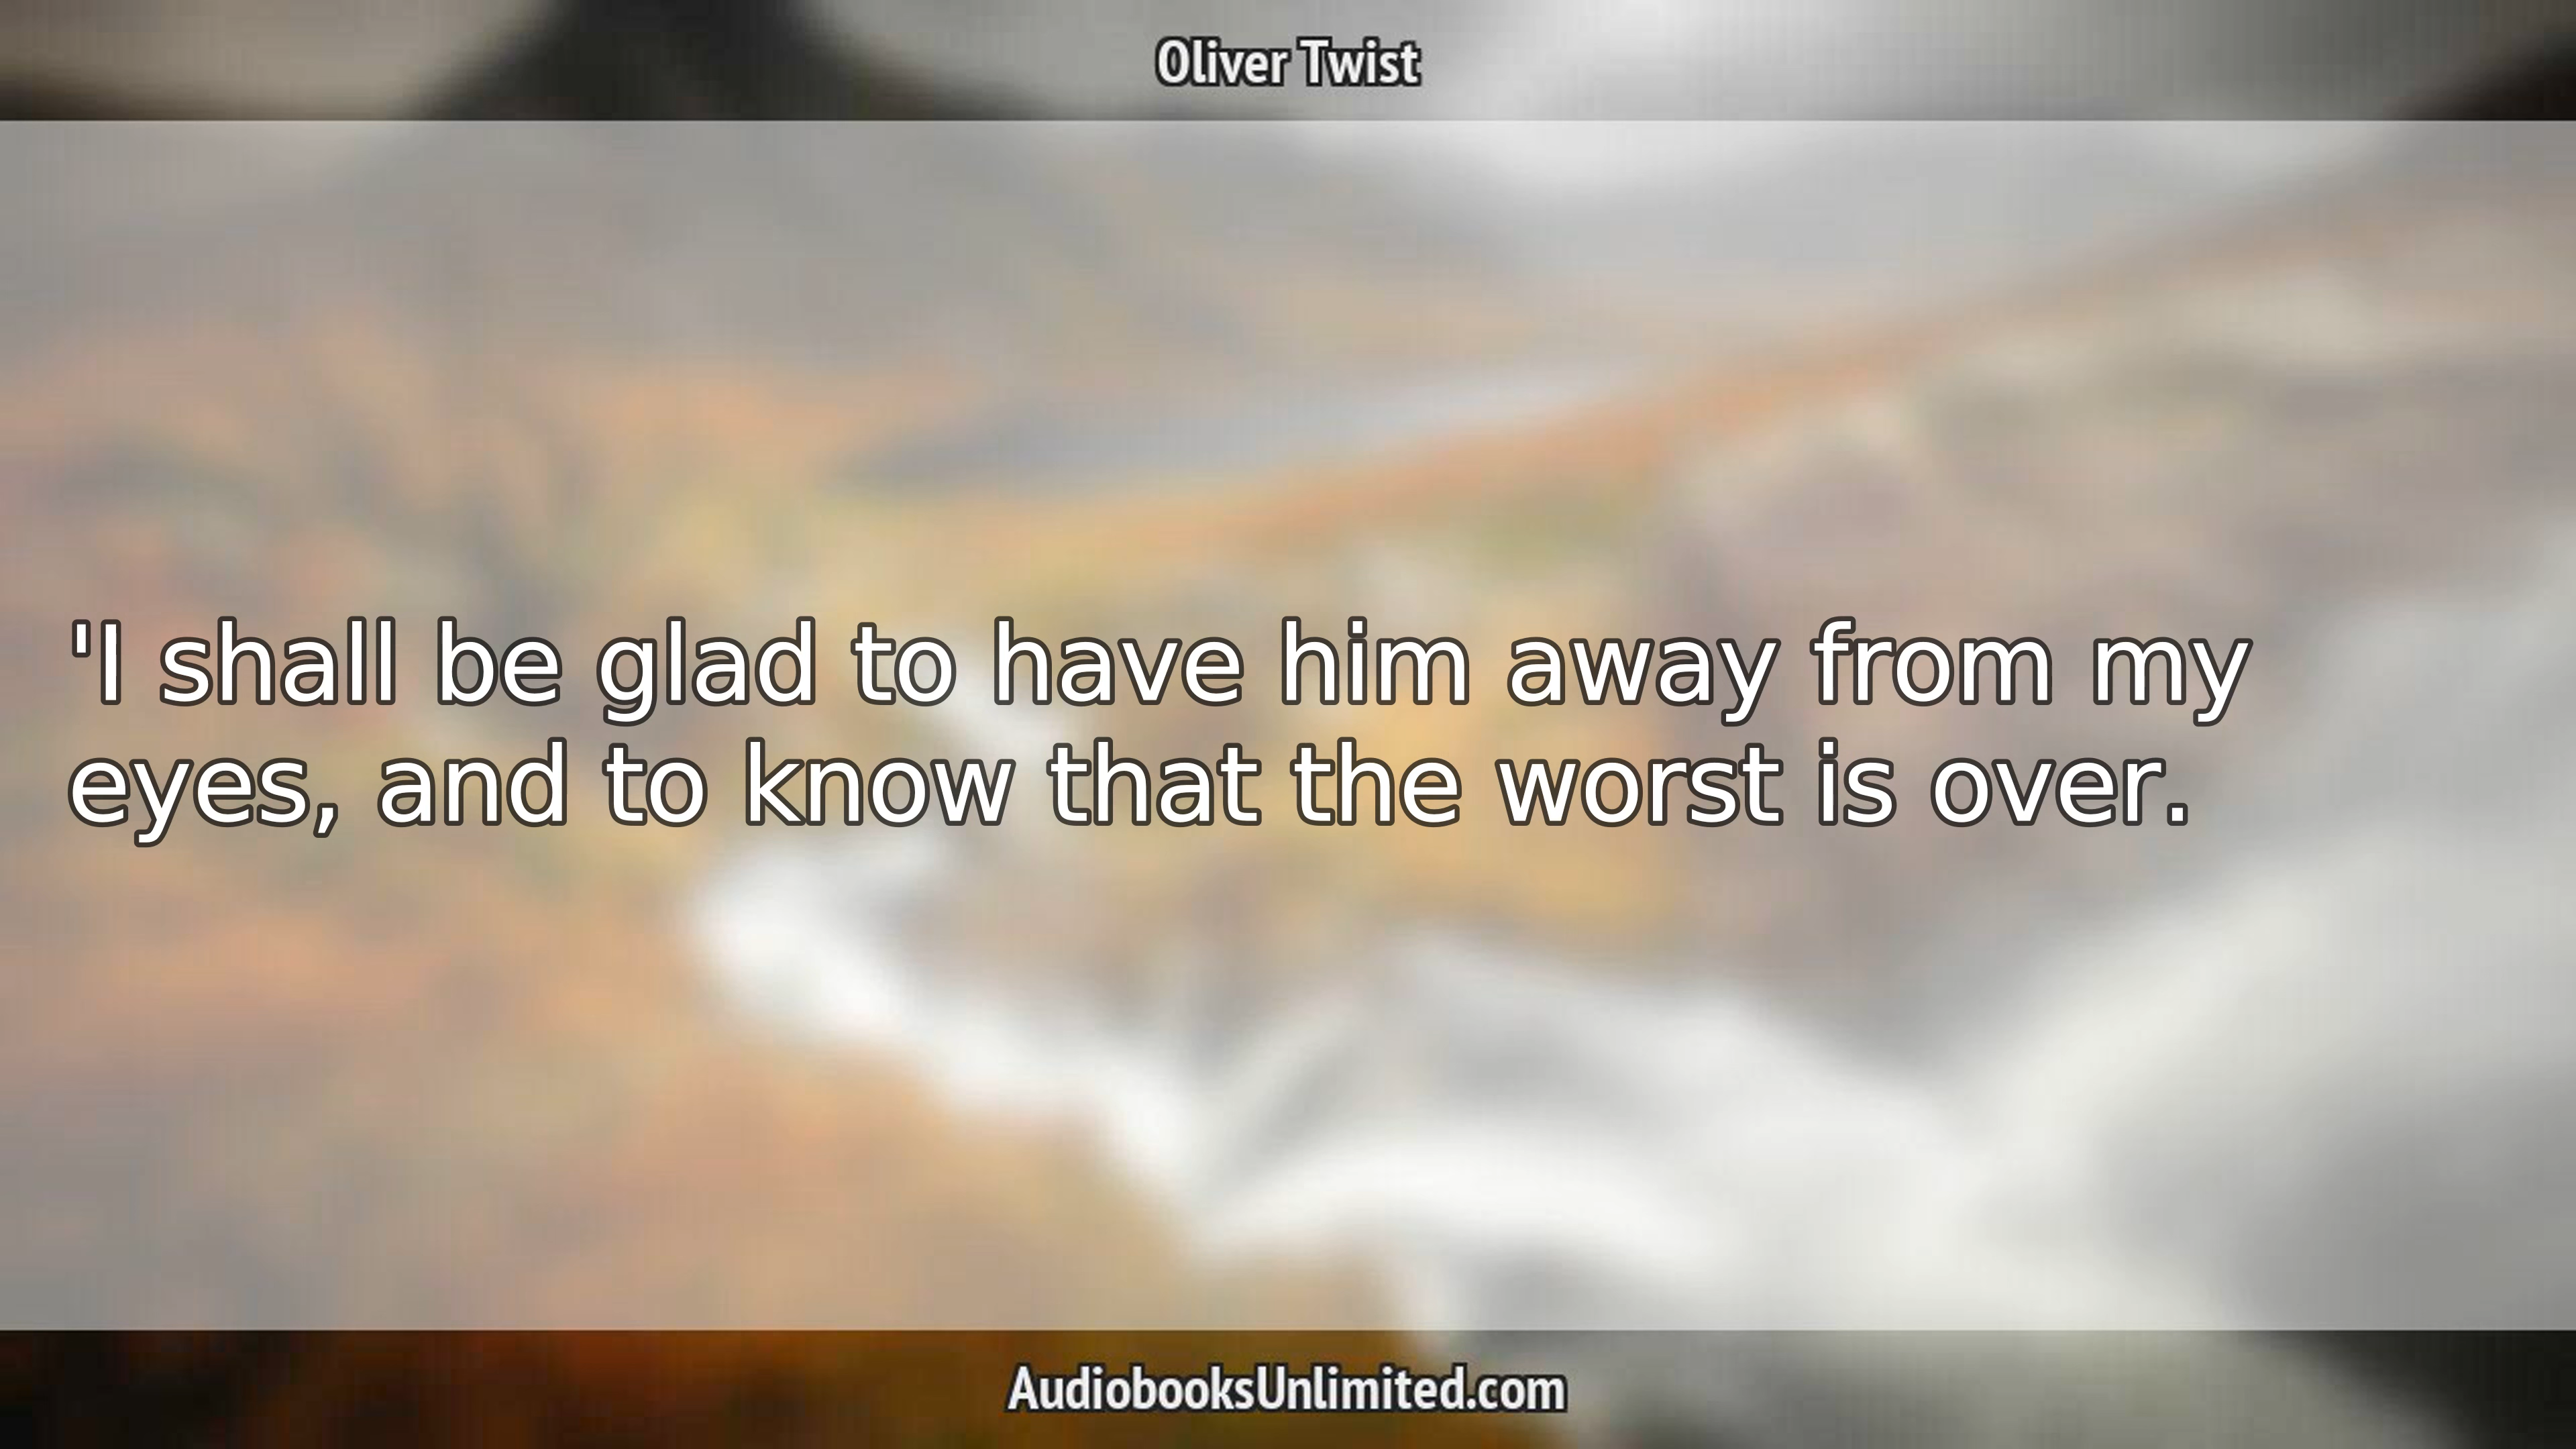 Oliver Twist
'I shall be glad to have him away from my
eyes, and to know that the worst is over.
AudiobooksUnlimited.com